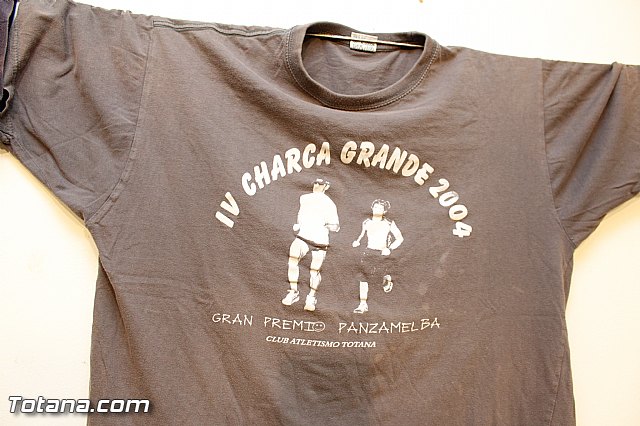 IV CHARCA GRANDE 2004
GRAN PREMIO PANZAMELBA
CLUB ATLETISMO TOTANA
Totana.com